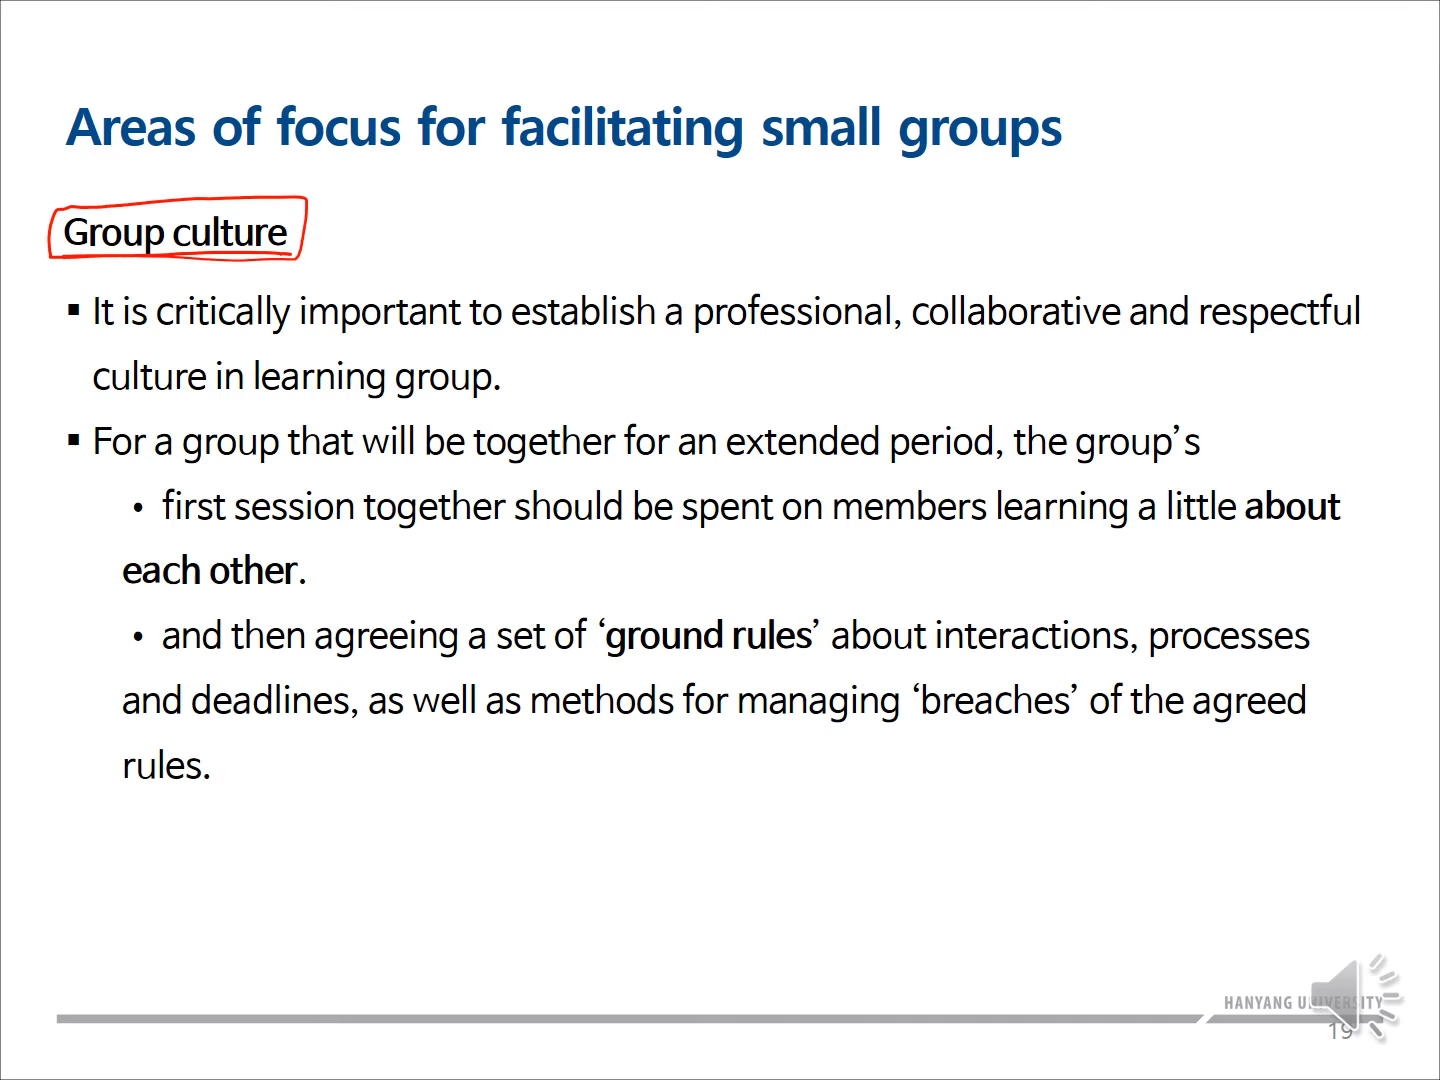 Areas of focus for facilitating small groups
Group culture
▪ It is critically important to establish a professional, collaborative and respectful
culture in learning group.
▪ For a group that will be together for an extended period, the group’s
• first session together should be spent on members learning a little about
each other.
• and then agreeing a set of ‘ground rules’ about interactions, processes
and deadlines, as well as methods for managing ‘breaches’ of the agreed
rules.
HANYANG UNIVERSITY
19